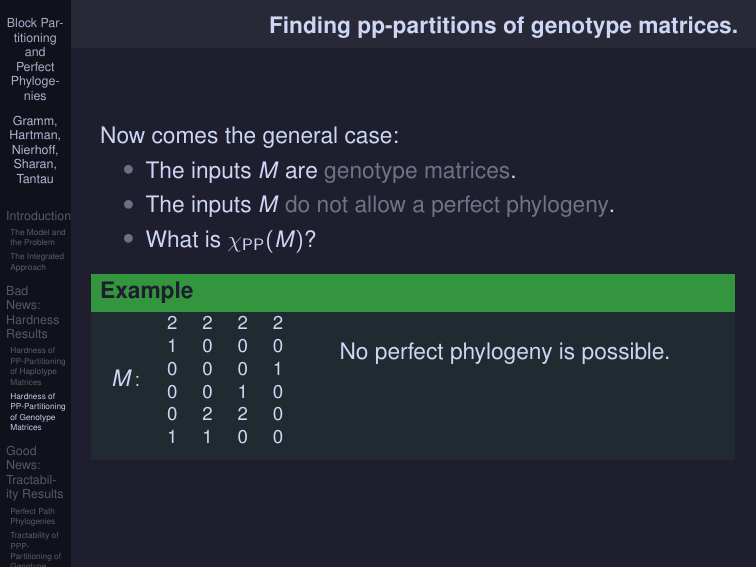 Block Par-
titioning
and
Perfect
Phyloge-
nies
Gramm,
Hartman,
Nierhoff,
Sharan,
Tantau
Introduction
The Model and
the Problem
The Integrated
Approach
Bad
News:
Hardness
Results
Hardness of
PP-Partitioning
of Haplotype
Matrices
Hardness of
PP-Partitioning
of Genotype
Matrices
Good
News:
Tractabil-
ity Results
Perfect Path
Phylogenies
Tractability of
PPP-
Partitioning of
Genotype
Finding pp-partitions of genotype matrices.
Now comes the general case:
• The inputs M are genotype matrices.
• The inputs M do not allow a perfect phylogeny.
• What is χPP(M)?
Example
M:
2 2 2 2
1 0 0 0
0 0 0 1
0 0 1 0
0 2 2 0
1 1 0 0
No perfect phylogeny is possible.